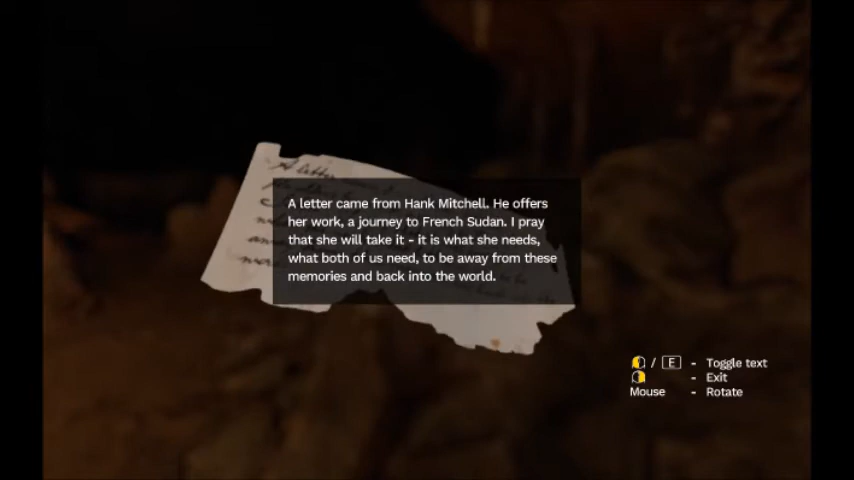 A letter came from Hank Mitchell. He offers
her work, a journey to French Sudan. I pray
that she will take it - it is what she needs,
what both of us need, to be away from these
memories and back into the world.
/ E - Toggle text
- Exit
Mouse - Rotate